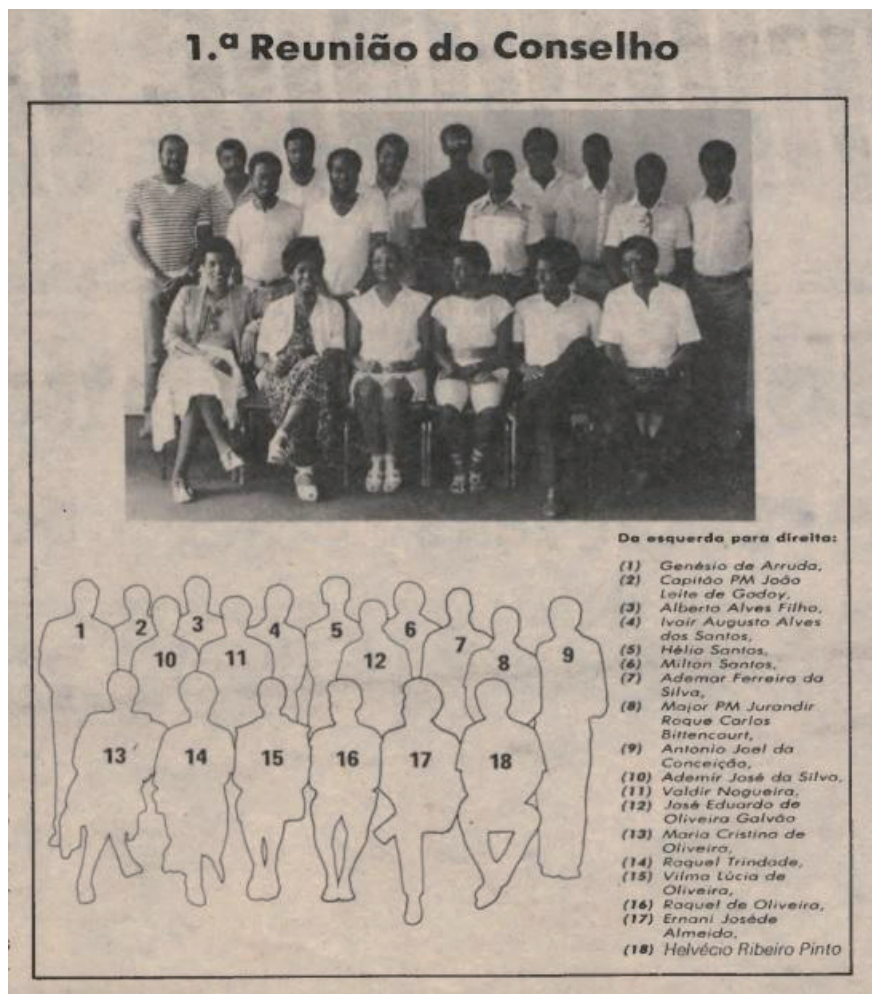 1.ª Reunião do Conselho
Da esquerda para direita:
(1) Genésio de Arruda,
(2) Capitão PM João
Leite de Godoy,
(3) Alberto Alves Filho,
(4) Ivair Augusto Alves
dos Santos,
(5) Hélio Santos,
(6) Milton Santos,
(7) Ademar Ferreira da
Silva,
(8) Major PM Jurandir
Roque Carlos
Bittencourt,
(9) Antonio Joel da
Conceição,
(10) Ademir José da Silva,
(11) Valdir Nogueira,
(12) José Eduardo de
Oliveira Galvão
(13) Maria Cristina de
Oliveira,
(14) Raquel Trindade,
(15) Vilma Lúcia de
Oliveira,
(16) Raquel de Oliveira,
(17) Ernani Joséde
Almeida,
(18) Helvécio Ribeiro Pinto
1
2
3
4
5
6
7
8
9
10
11
12
13
14
15
16
17
18